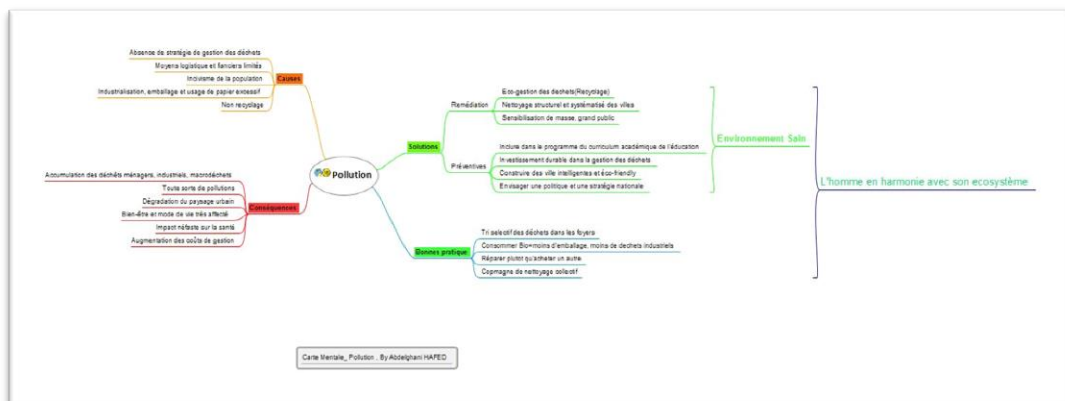 Absence de stratégie de gestion des déchets
Moyens logistique et fianciers limités
Incivisme de la population
Industrialisation, emballage et usage de papier excessif
Non recyclage
Causes
Accumulation des déchêts ménagers, industriels, macrodéchets
Toute sorte de pollutions
Dégradation du paysage urbain
Bien-être et mode de vie trés affecté
Impact néfaste sur la santé
Augmentation des coûts de gestion
Conséquences
Pollution
Solutions
Remédiation
Eco-gestion des dechets(Recyclage)
Nettoyage structurel et systématisé des villes
Sensibilisation de masse, grand public
Préventives
Inclure dans le programme du curriculum académique de l'éducation
Investissement durable dans la gestion des déchets
Construire des ville intelligentes et éco-friendly
Envisager une politique et une stratégie nationale
Environnement Sain
Bonnes pratique
Tri selectif des déchets dans les foyers
Consommer Bio=moins d'emballage, moins de dechets industriels
Réparer plutot qu'acheter un autre
Copmagne de nettoyage collectif
L'homme en harmonie avec son ecosystème
Carte Mentale_ Pollution . By Abdelghani HAFED